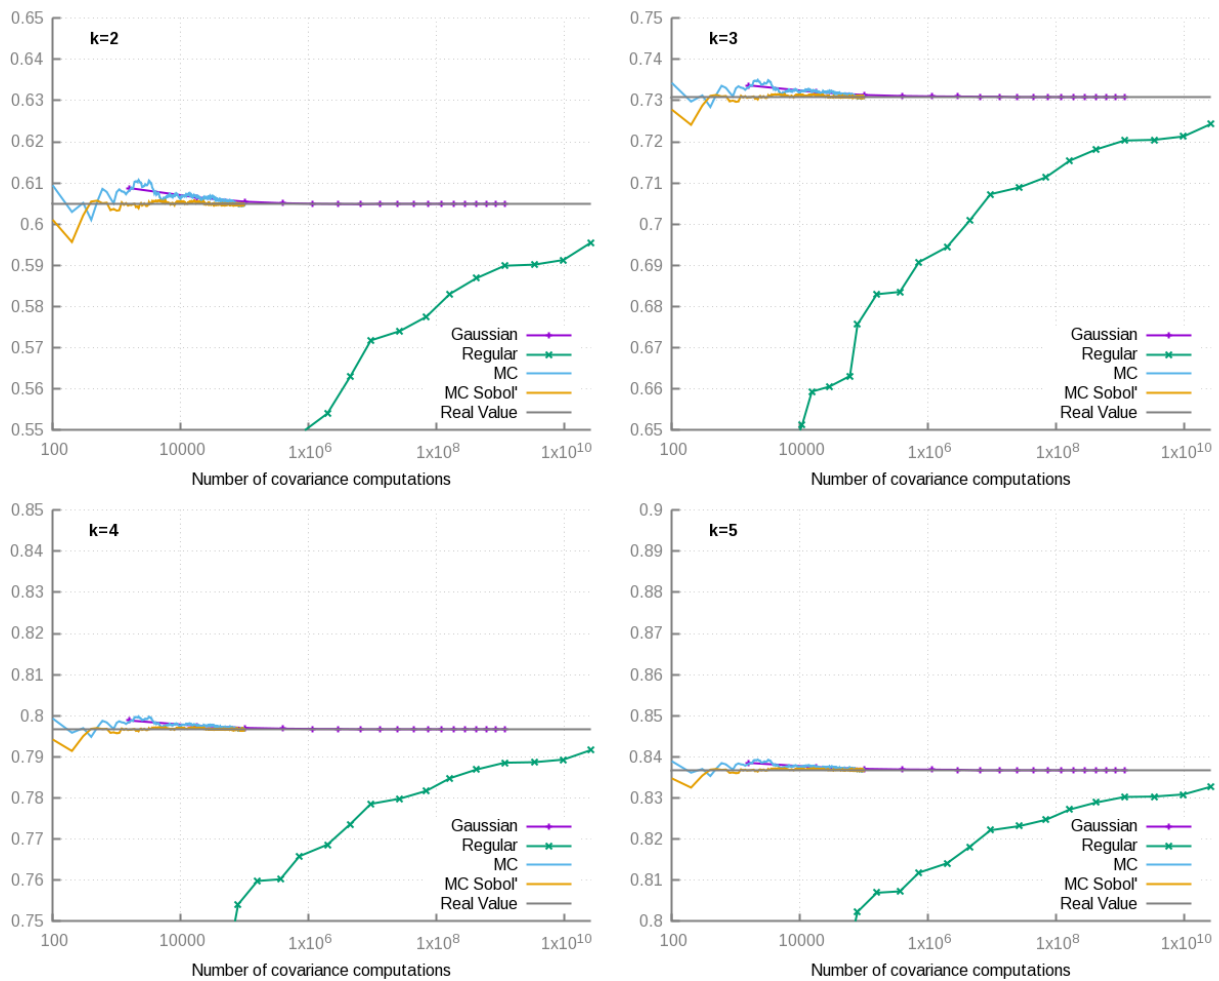 k=2
0.65
0.64
0.63
0.62
0.61
0.6
0.59
0.58
0.57
0.56
0.55
Gaussian
Regular
MC
MC Sobol'
Real Value
100 10000 1x10^6 1x10^8 1x10^10
Number of covariance computations
k=3
0.75
0.74
0.73
0.72
0.71
0.7
0.69
0.68
0.67
0.66
0.65
Gaussian
Regular
MC
MC Sobol'
Real Value
100 10000 1x10^6 1x10^8 1x10^10
Number of covariance computations
k=4
0.85
0.84
0.83
0.82
0.81
0.8
0.79
0.78
0.77
0.76
0.75
Gaussian
Regular
MC
MC Sobol'
Real Value
100 10000 1x10^6 1x10^8 1x10^10
Number of covariance computations
k=5
0.9
0.89
0.88
0.87
0.86
0.85
0.84
0.83
0.82
0.81
0.8
Gaussian
Regular
MC
MC Sobol'
Real Value
100 10000 1x10^6 1x10^8 1x10^10
Number of covariance computations